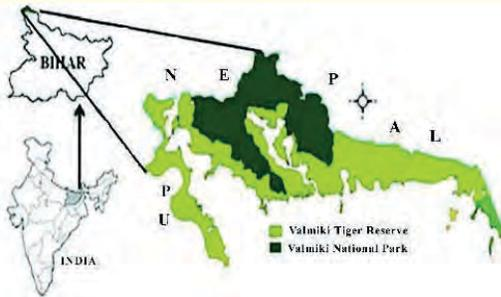 BIHAR
N E P A L
U P
Valmiki Tiger Reserve
Valmiki National Park
INDIA